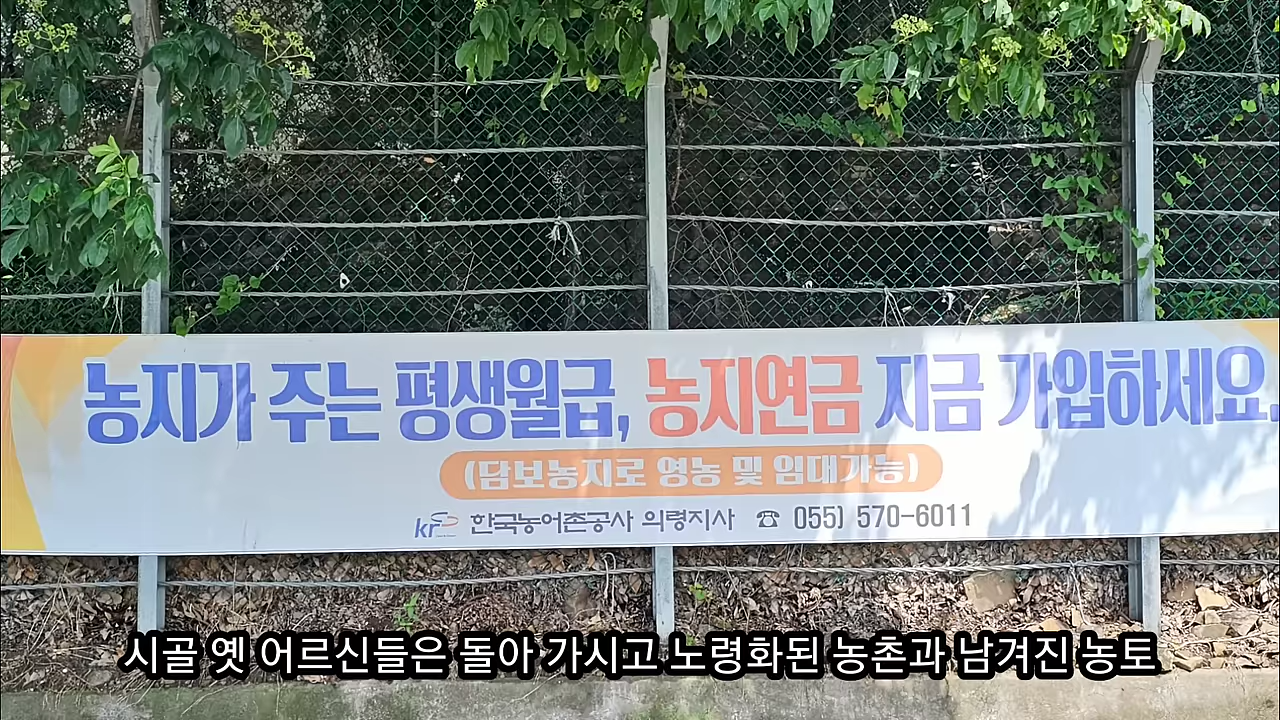 농지가 주는 평생월급, 농지연금 지금 가입하세요.
(담보농지로 영농 및 임대가능)
kr 한국농어촌공사 의령지사 ☎ 055) 570-6011
시골 옛 어르신들은 돌아 가시고 노령화된 농촌과 남겨진 농토